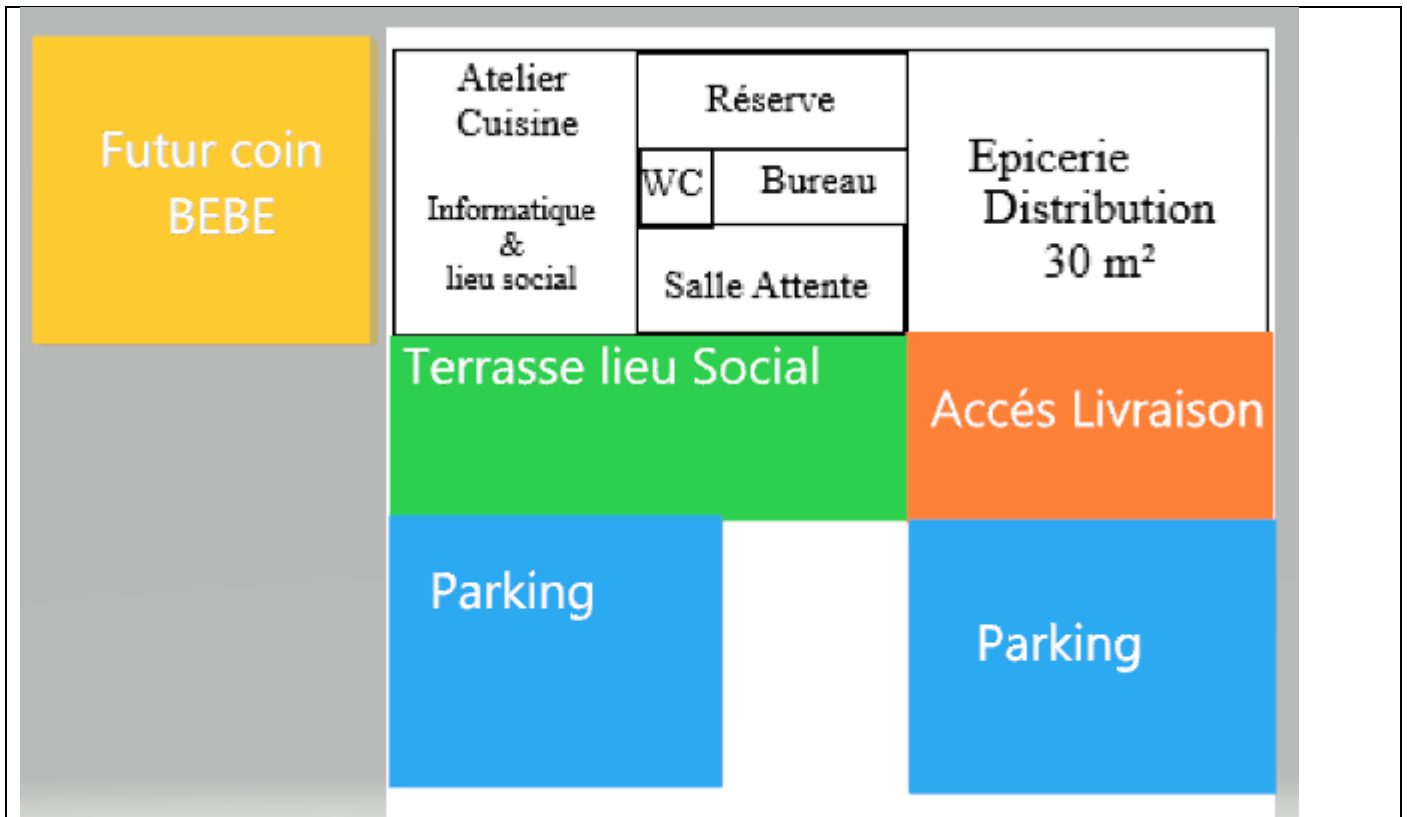 Futur coin
BEBE
Atelier
Cuisine
Informatique
&
lieu social
Réserve
WC
Bureau
Salle Attente
Epicerie
Distribution
30 m²
Terrasse lieu Social
Accés Livraison
Parking
Parking